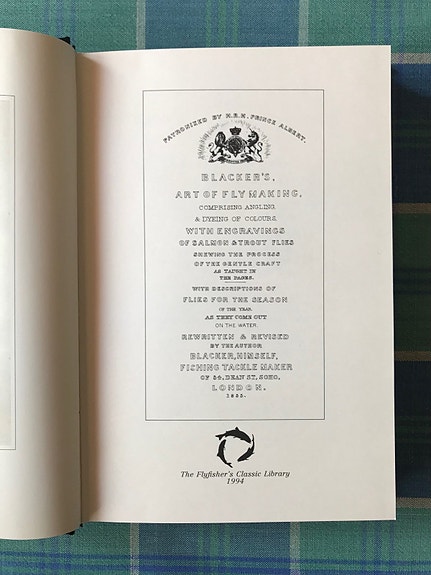 PATRONIZED BY H.R.H. PRINCE ALBERT.
BLACKER'S,
ART OF FLY MAKING,
COMPRISING ANGLING,
& DYEING OF COLOURS,
WITH ENGRAVINGS
OF SALMON & TROUT FLIES
SHEWING THE PROCESS
OF THE GENTLE CRAFT
AS TAUGHT IN
THE PAGES.
WITH DESCRIPTIONS OF
FLIES FOR THE SEASON
OF THE YEAR.
AS THEY COME OUT
ON THE WATER.
REWRITTEN & REVISED
BY THE AUTHOR
BLACKER, HIMSELF,
FISHING TACKLE MAKER
OF 54, DEAN ST, SOHO,
LONDON.
1855.
The Flyfisher's Classic Library
1994